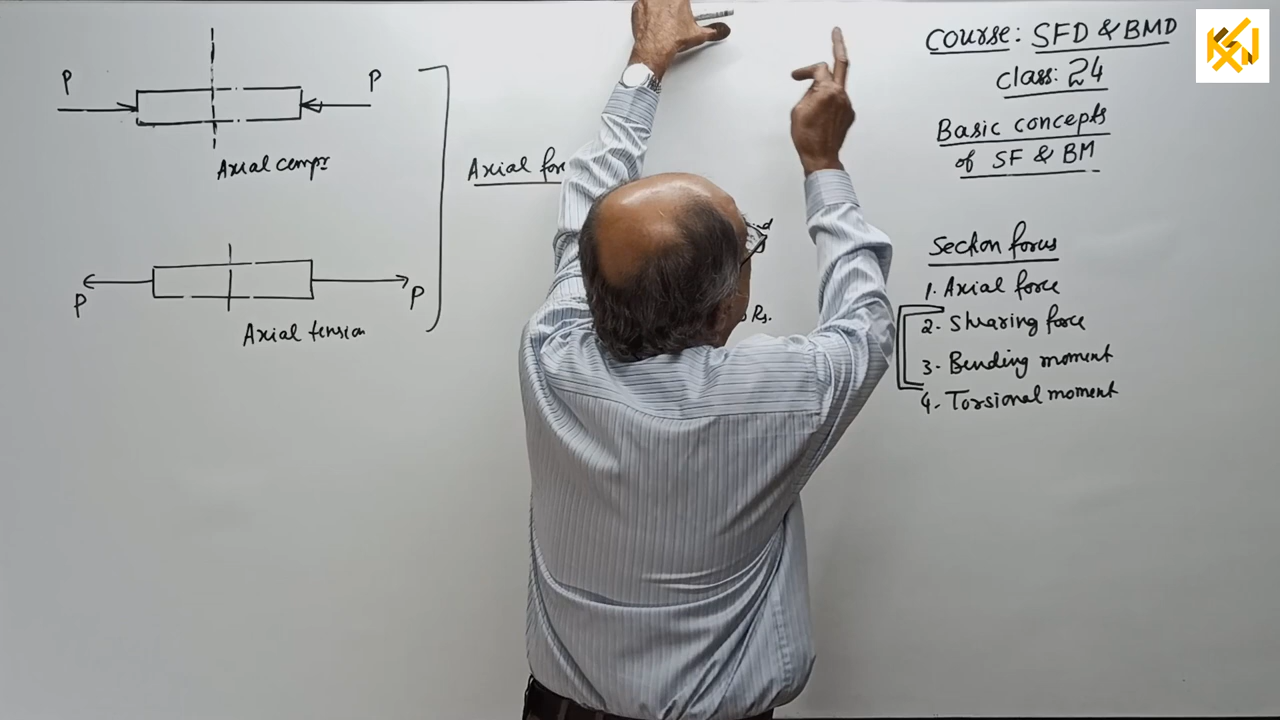 P
P
Axial compr
P
P
Axial tension
Axial
Rs.
Course: SFD & BMD
Class: 24
Basic concepts
of SF & BM
Section forces
1. Axial force
2. Shearing force
3. Bending moment
4. Torsional moment